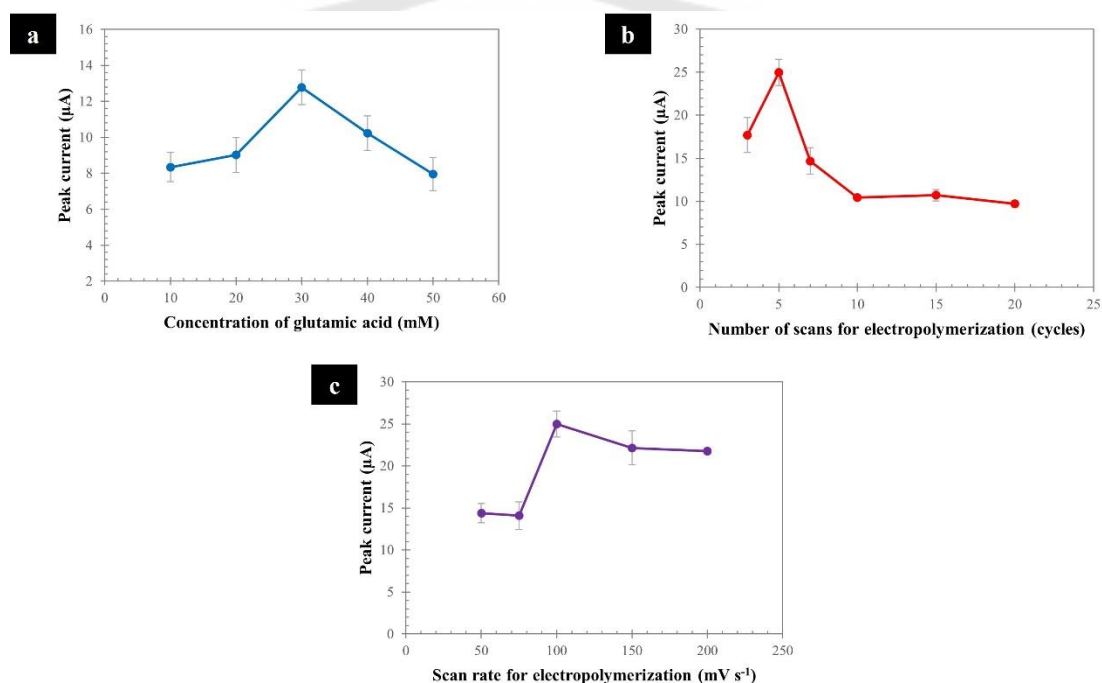 a
16
14
12
10
8
6
4
2
Peak current (µA)
0 10 20 30 40 50 60
Concentration of glutamic acid (mM)
b
30
25
20
15
10
5
0
Peak current (µA)
0 5 10 15 20 25
Number of scans for electropolymerization (cycles)
c
30
25
20
15
10
5
0
Peak current (µA)
0 50 100 150 200 250
Scan rate for electropolymerization (mV s⁻¹)